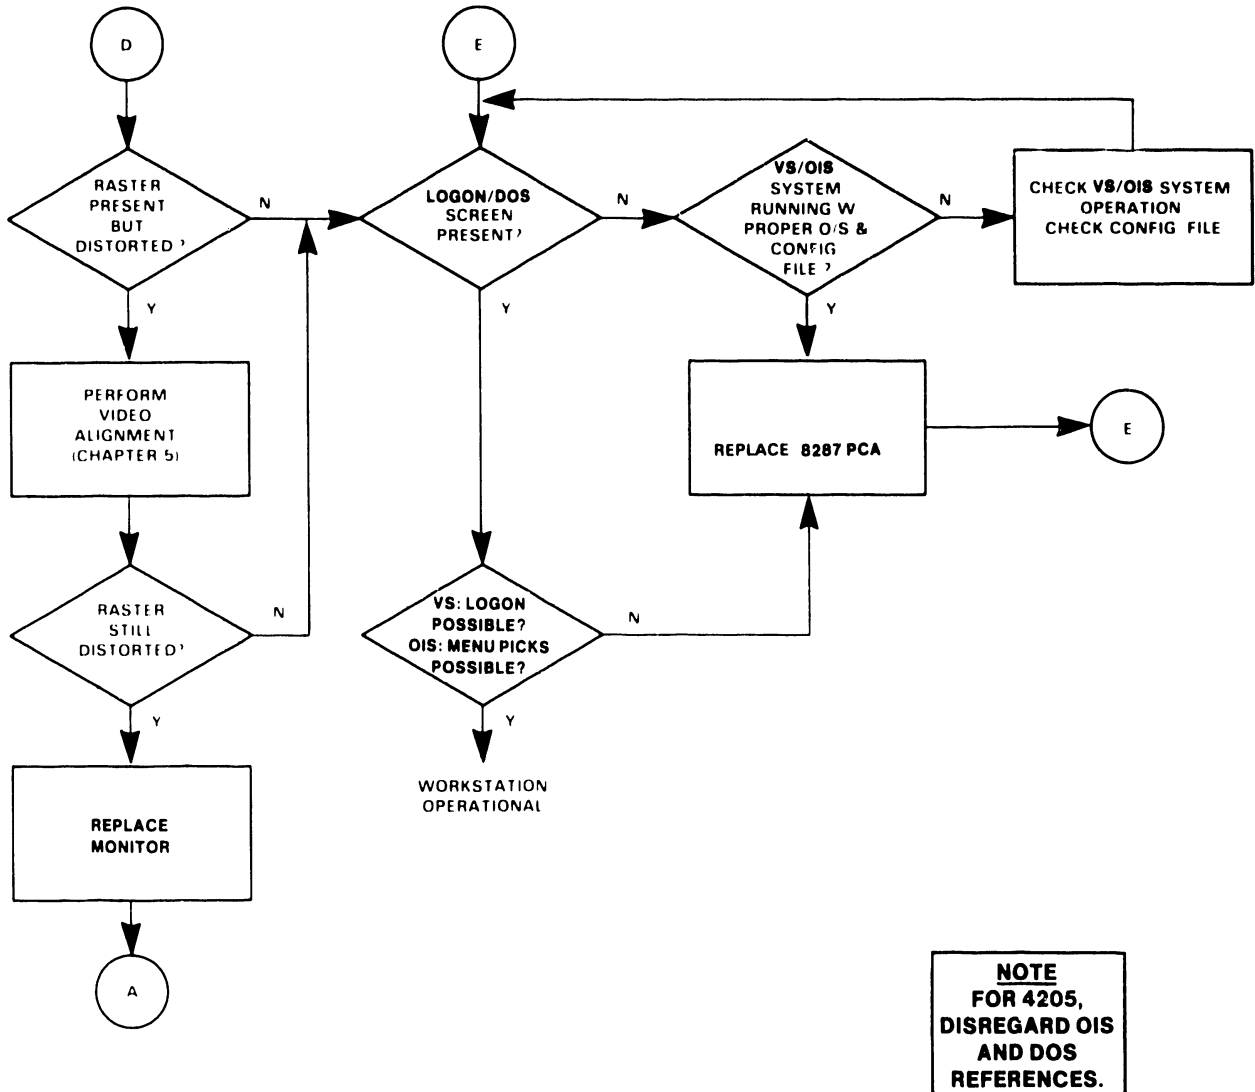 D
E
RASTER
PRESENT
BUT
DISTORTED?
N
Y
LOGON/DOS
SCREEN
PRESENT?
N
Y
VS/OIS
SYSTEM
RUNNING W
PROPER O/S &
CONFIG
FILE ?
N
Y
CHECK VS/OIS SYSTEM
OPERATION
CHECK CONFIG FILE
PERFORM
VIDEO
ALIGNMENT
(CHAPTER 5)
REPLACE 8287 PCA
E
RASTER
STILL
DISTORTED?
N
Y
VS: LOGON
POSSIBLE?
OIS: MENU PICKS
POSSIBLE?
N
Y
WORKSTATION
OPERATIONAL
REPLACE
MONITOR
A
NOTE
FOR 4205,
DISREGARD OIS
AND DOS
REFERENCES.